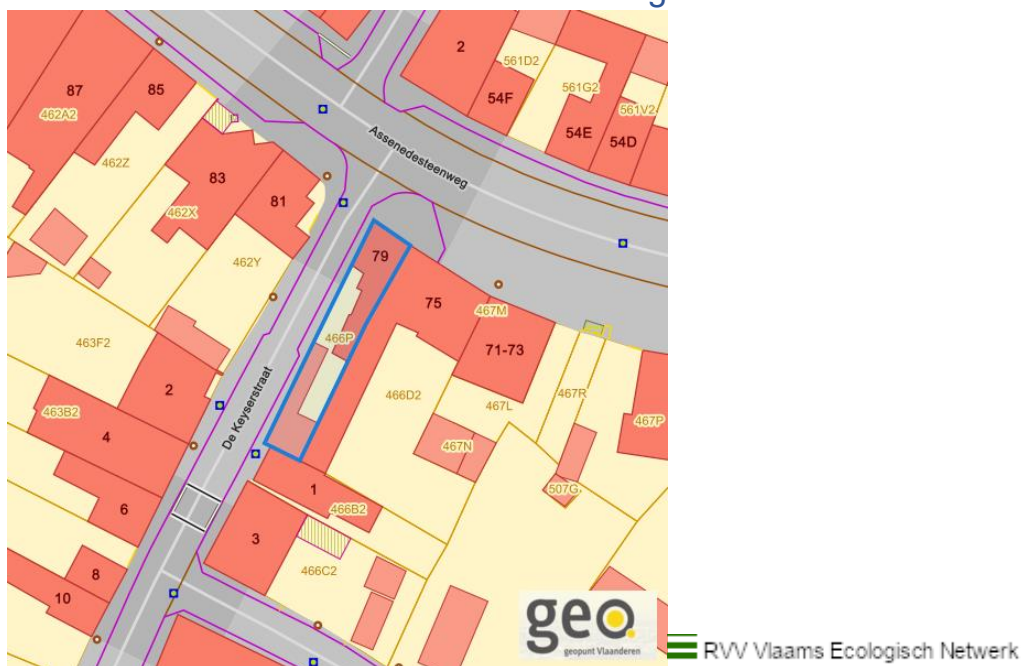 2
561D2
561G2
54F
561V2
54E
54D
87
85
462A2
462Z
Assenedesteenweg
83
81
462X
462Y
79
75
467M
466P
71-73
463F2
467L
467R
466D2
467P
2
463B2
4
De Keyserstraat
467N
507G
6
1
466B2
3
8
466C2
10
geo
geopunt Vlaanderen
RVV Vlaams Ecologisch Netwerk